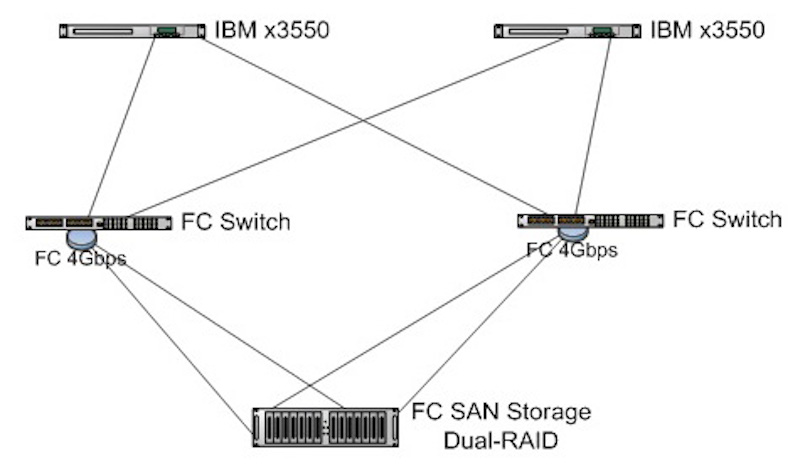 IBM x3550
IBM x3550
FC Switch
FC Switch
FC 4Gbps
FC 4Gbps
FC SAN Storage
Dual-RAID